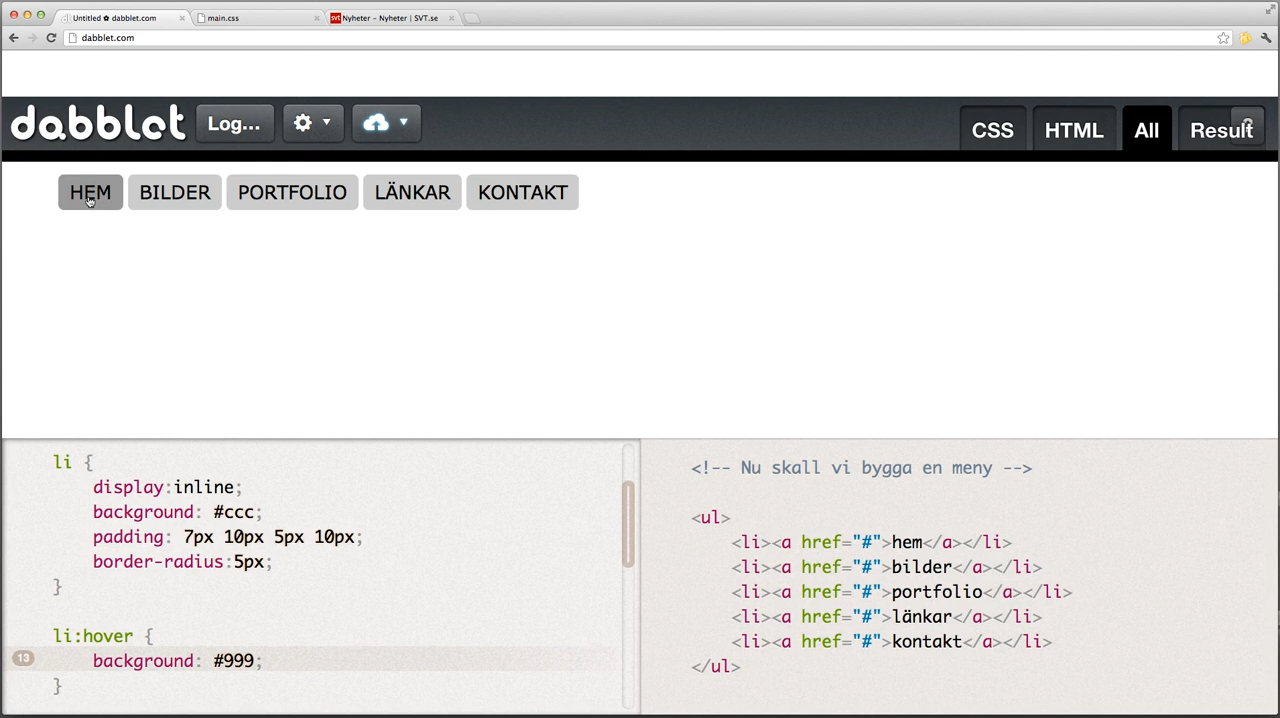 Untitled ✿ dabblet.com
main.css
svt Nyheter - Nyheter | SVT.se
dabblet.com
dabblet
Log...
CSS
HTML
All
Result
HEM
BILDER
PORTFOLIO
LÄNKAR
KONTAKT
li {
display:inline;
background: #ccc;
padding: 7px 10px 5px 10px;
border-radius:5px;
}
li:hover {
13
background: #999;
}
<!-- Nu skall vi bygga en meny -->
<ul>
<li><a href="#">hem</a></li>
<li><a href="#">bilder</a></li>
<li><a href="#">portfolio</a></li>
<li><a href="#">länkar</a></li>
<li><a href="#">kontakt</a></li>
</ul>